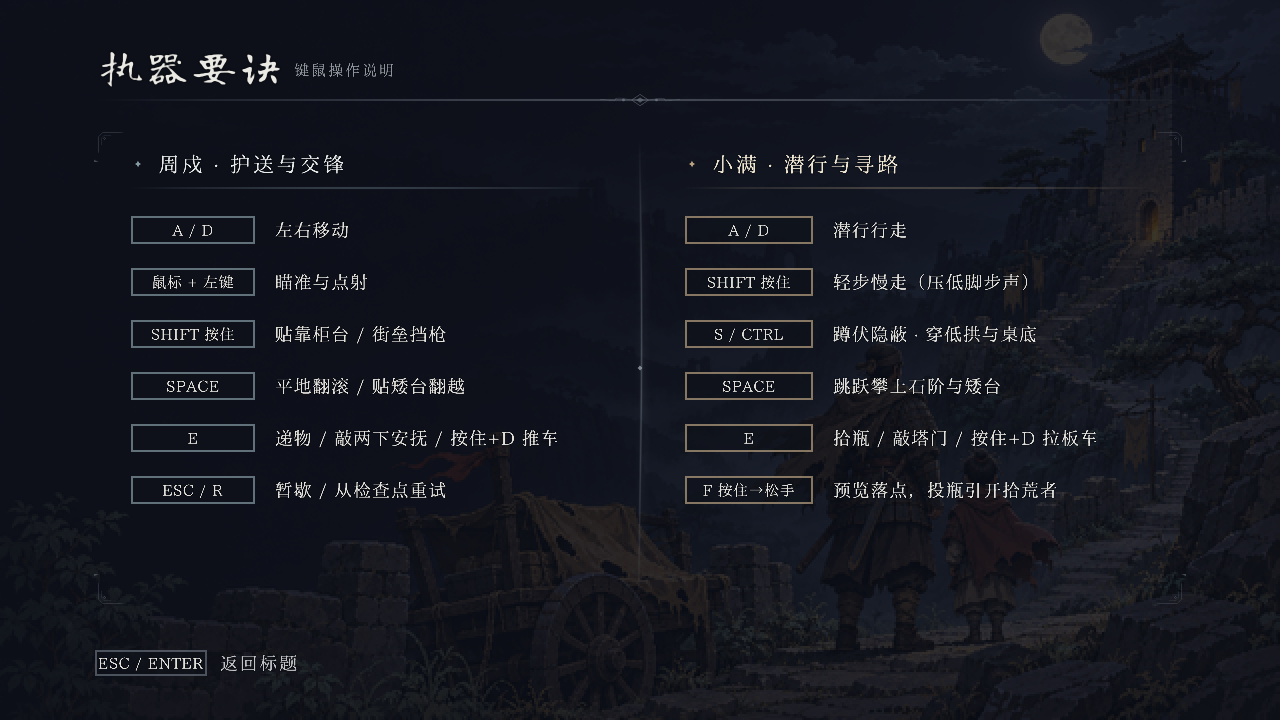 执器要诀 键鼠操作说明
周戍 · 护送与交锋
A / D 左右移动
鼠标 + 左键 瞄准与点射
SHIFT 按住 贴靠柜台 / 街垒挡枪
SPACE 平地翻滚 / 贴矮台翻越
E 递物 / 敲两下安抚 / 按住+D 推车
ESC / R 暂歇 / 从检查点重试
小满 · 潜行与寻路
A / D 潜行行走
SHIFT 按住 轻步慢走（压低脚步声）
S / CTRL 蹲伏隐蔽 · 穿低拱与桌底
SPACE 跳跃攀上石阶与矮台
E 拾瓶 / 敲塔门 / 按住+D 拉板车
F 按住→松手 预览落点，投瓶引开拾荒者
ESC / ENTER 返回标题